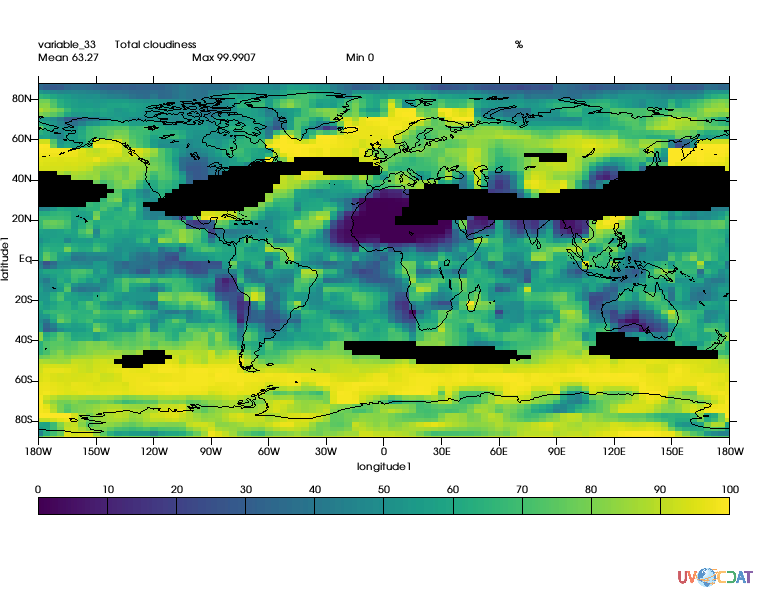 variable_33 Total cloudiness %
Mean 63.27 Max 99.9907 Min 0
80N
60N
40N
20N
Eq
20S
40S
60S
80S
latitude1
180W 150W 120W 90W 60W 30W 0 30E 60E 90E 120E 150E 180W
longitude1
0 10 20 30 40 50 60 70 80 90 100
UV CDAT